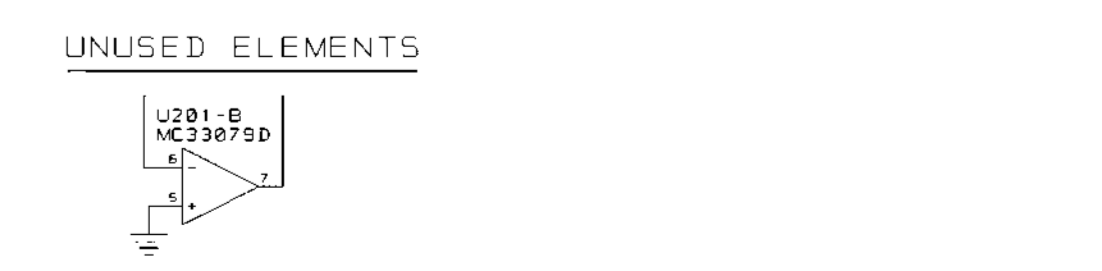 UNUSED ELEMENTS
U201-B
MC33079D
6
-
7
5
+